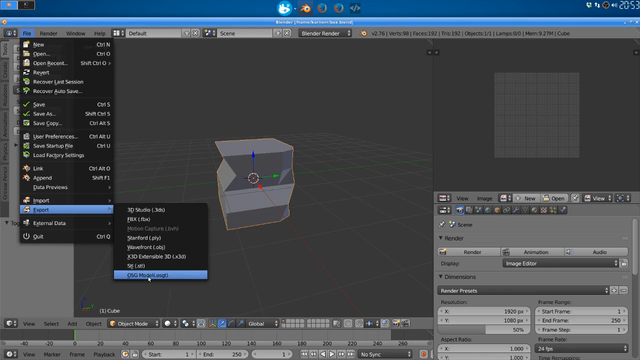 20:53
Blender [/home/kursem/box.blend]
File Render Window Help Default Scene Blender Render v2.76 | Verts:98 | Faces:192 | Tris:192 | Objects:1/1 | Lamps:0/0 | Mem:9.27M | Cube
New Ctrl N
Open... Ctrl O
Open Recent... Shift Ctrl O
Revert
Recover Last Session
Recover Auto Save...
Save Ctrl S
Save As... Shift Ctrl S
Save Copy... Ctrl Alt S
User Preferences... Ctrl Alt U
Save Startup File Ctrl U
Load Factory Settings
Link Ctrl Alt O
Append Shift F1
Data Previews
Import
Export
External Data
Quit Ctrl Q
3D Studio (.3ds)
FBX (.fbx)
Motion Capture (.bvh)
Stanford (.ply)
Wavefront (.obj)
X3D Extensible 3D (.x3d)
Stl (.stl)
OSG Model(.osgt)
(1) Cube
View Select Add Object Object Mode Global
View Marker Frame Playback Start: 1 End: 250 1 No Sync
View Image
Scene
Render
Render Animation Audio
Display: Image Editor
Dimensions
Render Presets
Resolution: Frame Range:
X: 1920 px Start Frame: 1
Y: 1080 px End Frame: 250
50% Frame Step: 1
Aspect Ratio: Frame Rate:
X: 1.000 24 fps
Y: 1.000